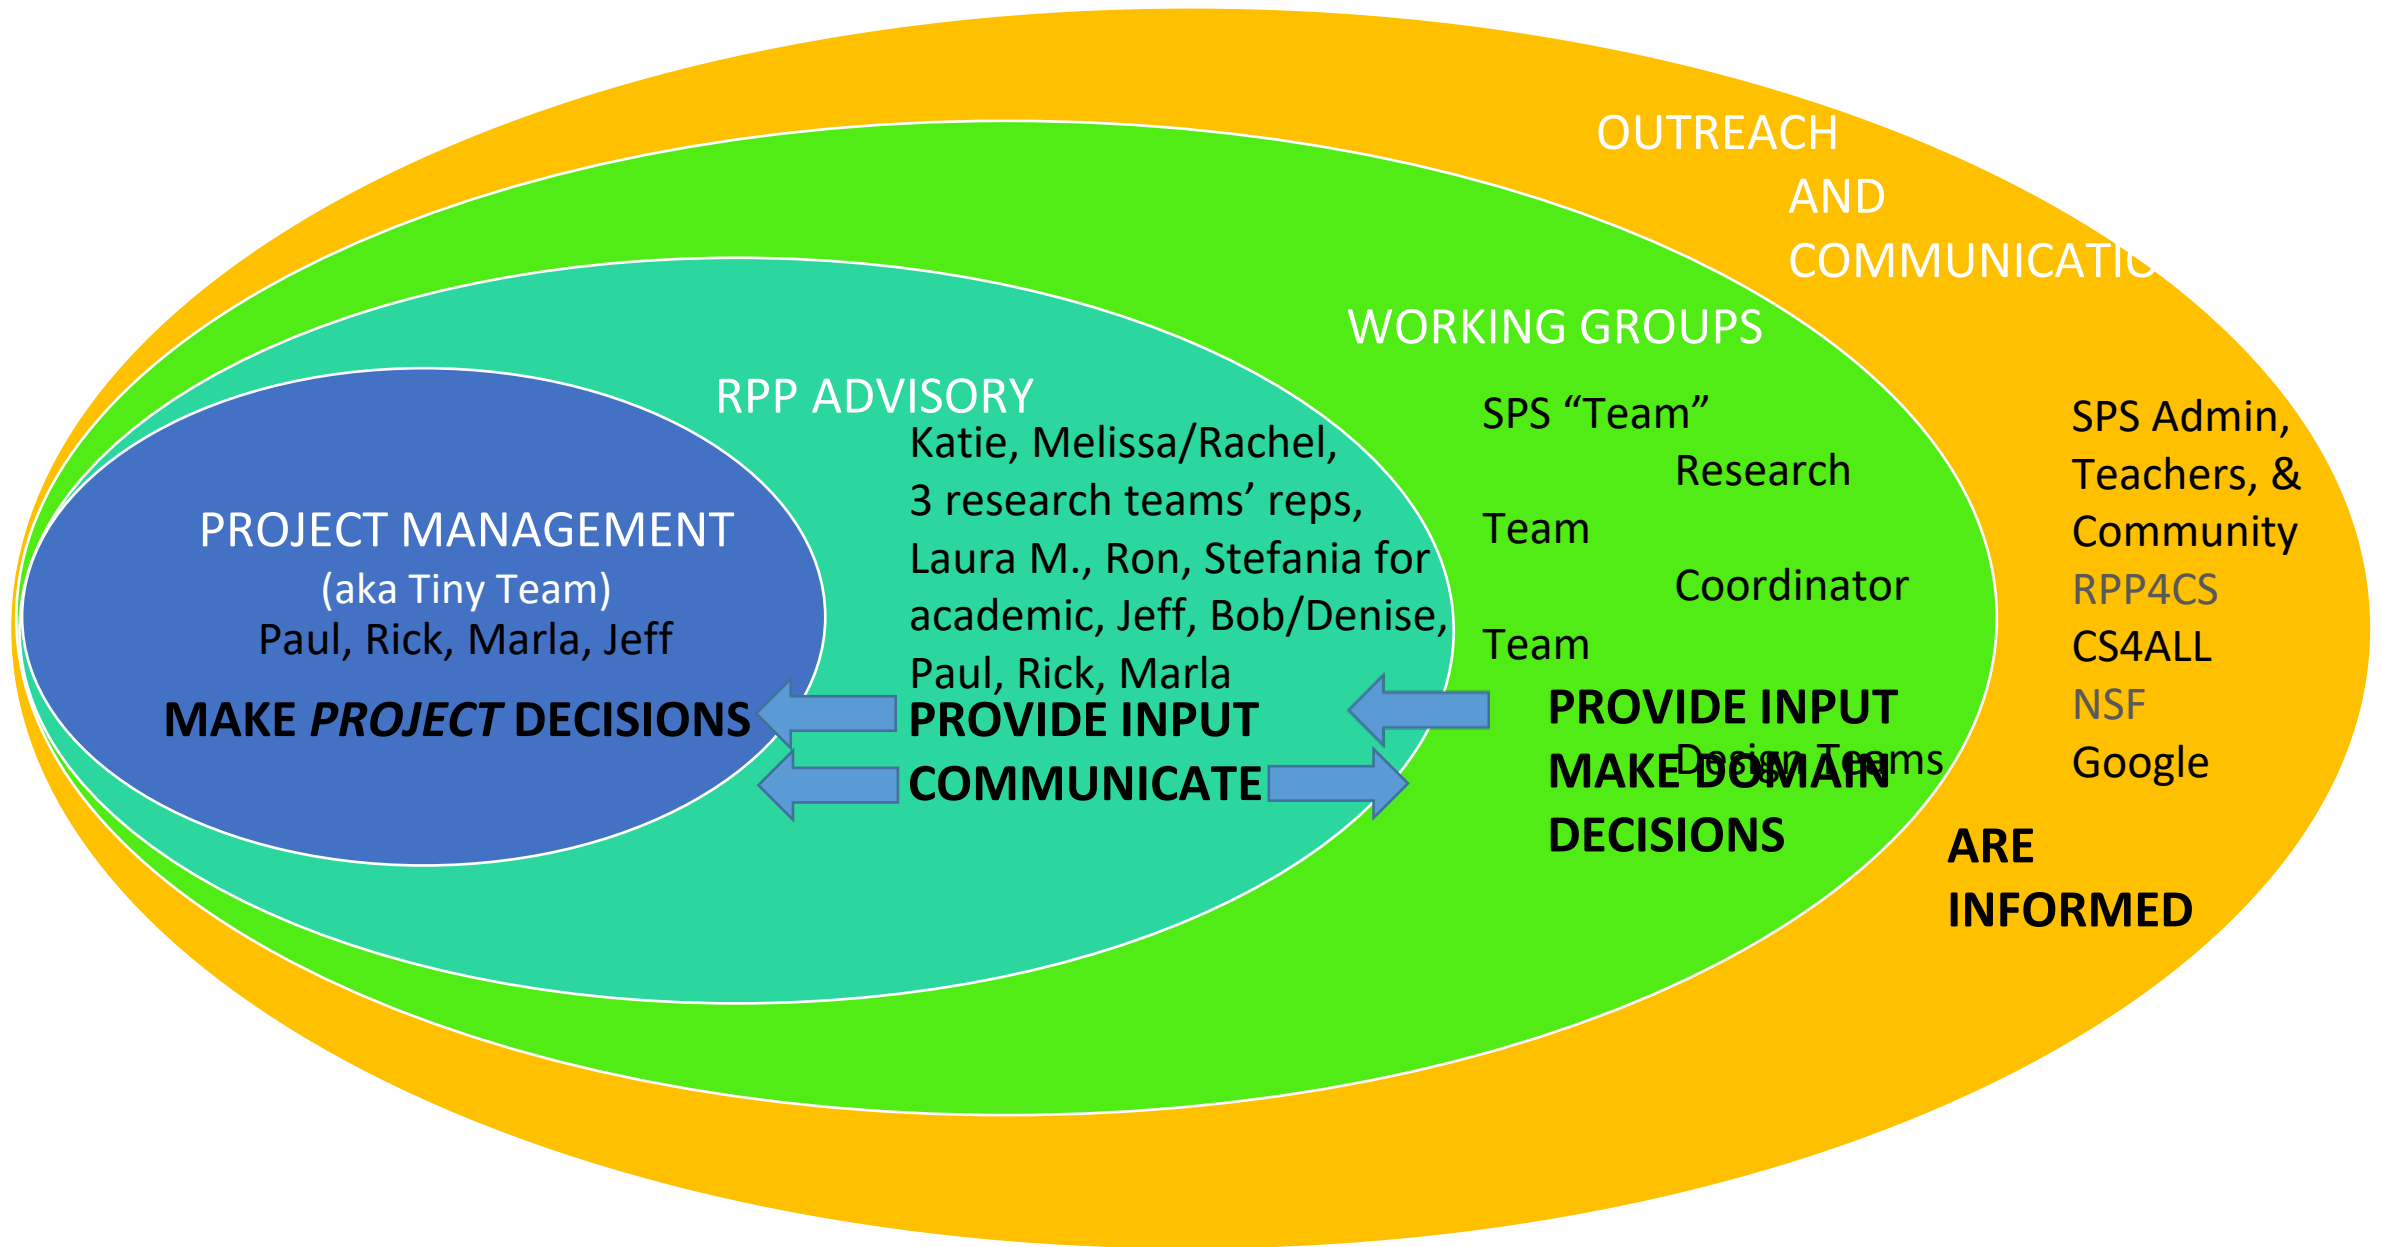 OUTREACH
AND
COMMUNICATIO
WORKING GROUPS
RPP ADVISORY
PROJECT MANAGEMENT
(aka Tiny Team)
Paul, Rick, Marla, Jeff
MAKE PROJECT DECISIONS
Katie, Melissa/Rachel,
3 research teams’ reps,
Laura M., Ron, Stefania for
academic, Jeff, Bob/Denise,
Paul, Rick, Marla
PROVIDE INPUT
COMMUNICATE
SPS “Team”
Research
Team
Coordinator
Team
Design Teams
PROVIDE INPUT
MAKE DOMAIN
DECISIONS
SPS Admin,
Teachers, &
Community
RPP4CS
CS4ALL
NSF
Google
ARE
INFORMED